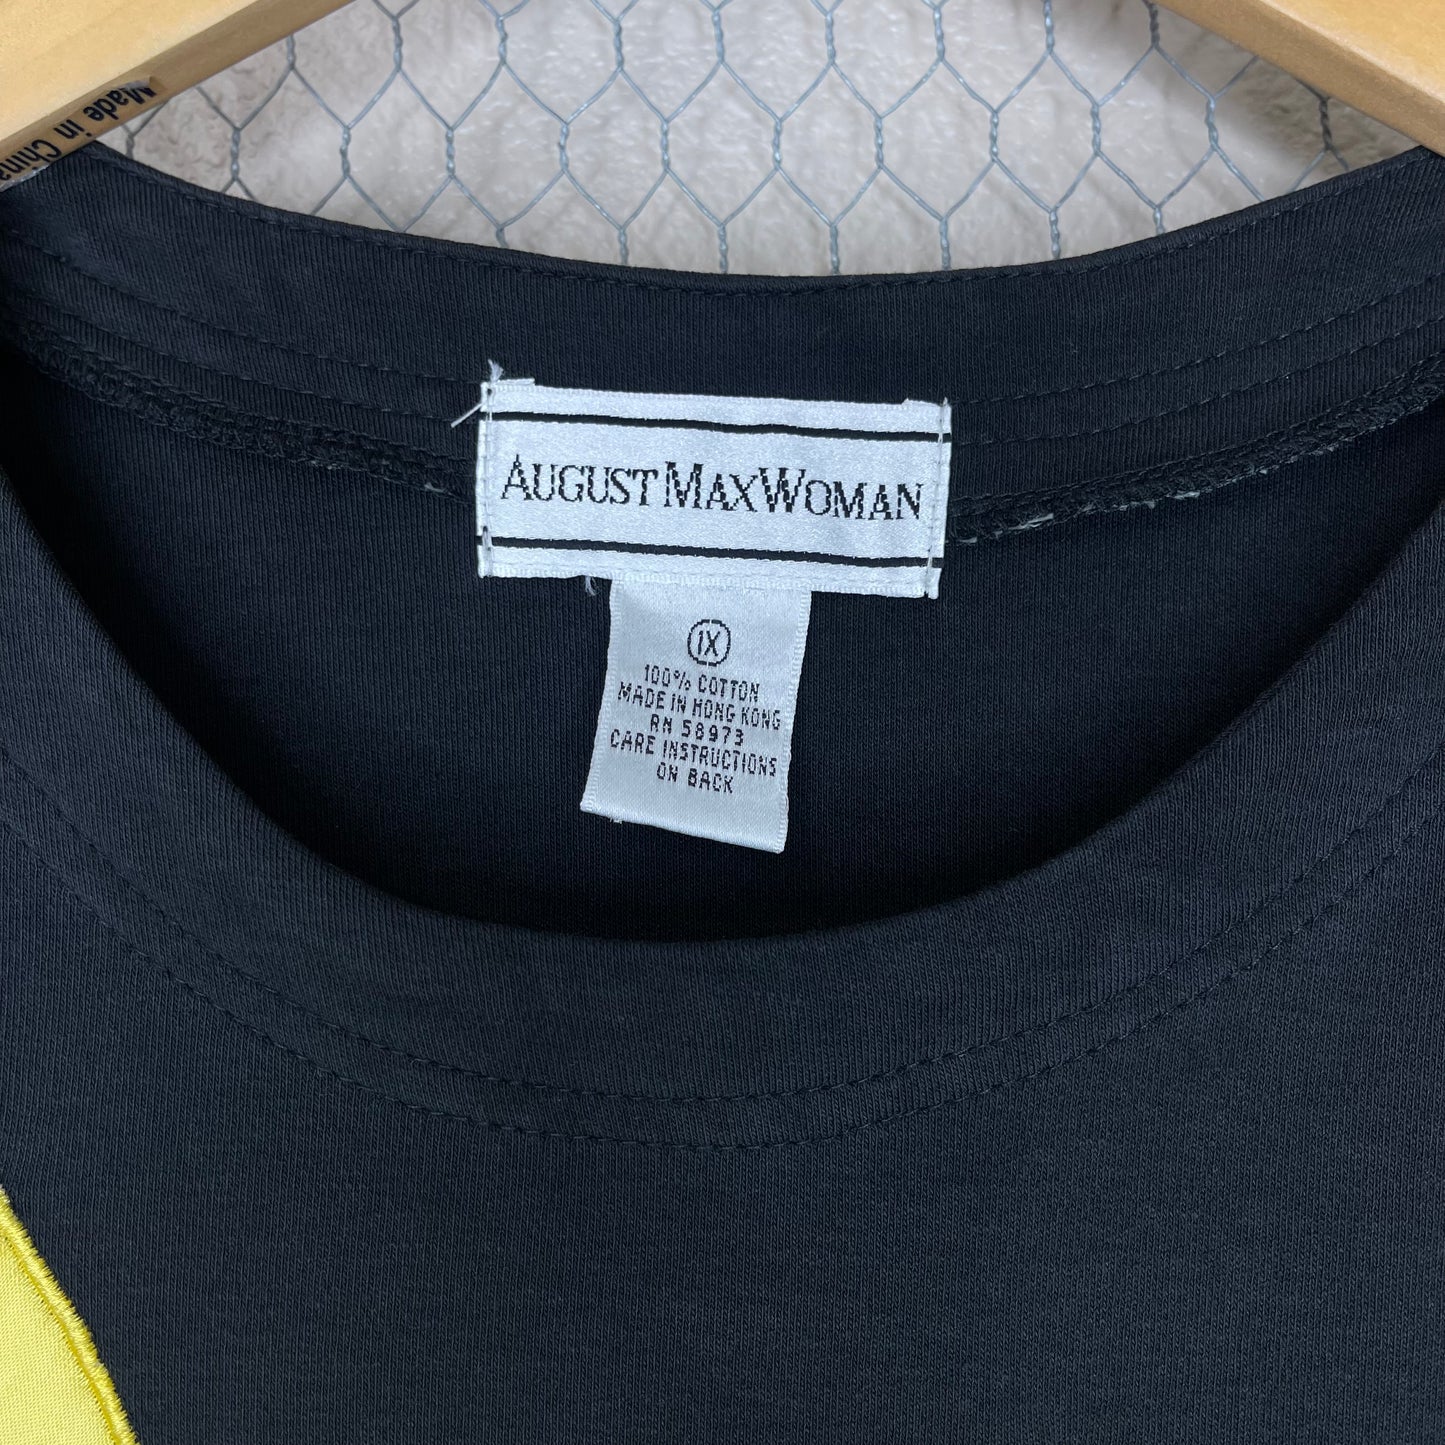 Made in China
AUGUST MAX WOMAN
1X
100% COTTON
MADE IN HONG KONG
RN 58973
CARE INSTRUCTIONS
ON BACK